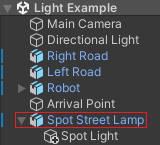 Light Example
Main Camera
Directional Light
Right Road
Left Road
Robot
Arrival Point
Spot Street Lamp
Spot Light